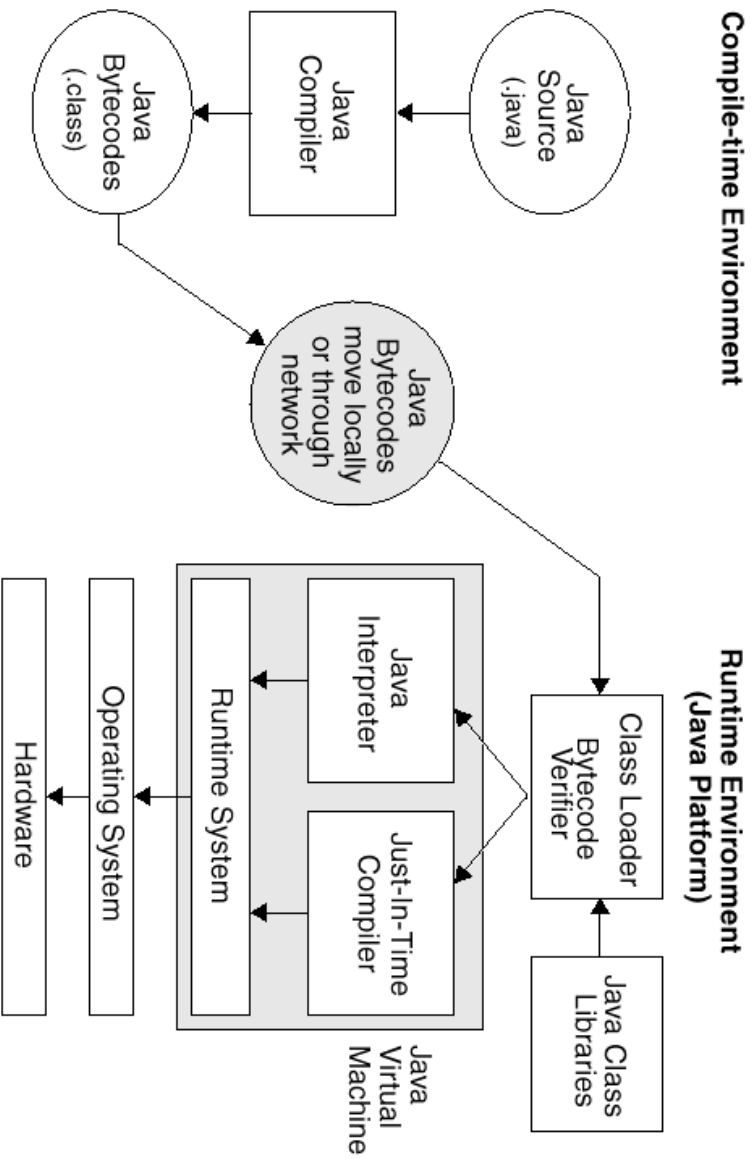 Compile-time Environment
Java
Source
(.java)
Java
Compiler
Java
Bytecodes
(.class)
Java
Bytecodes
move locally
or through
network
Runtime Environment
(Java Platform)
Class Loader
Bytecode
Verifier
Java Class
Libraries
Java
Interpreter
Just-In-Time
Compiler
Java
Virtual
Machine
Runtime System
Operating System
Hardware